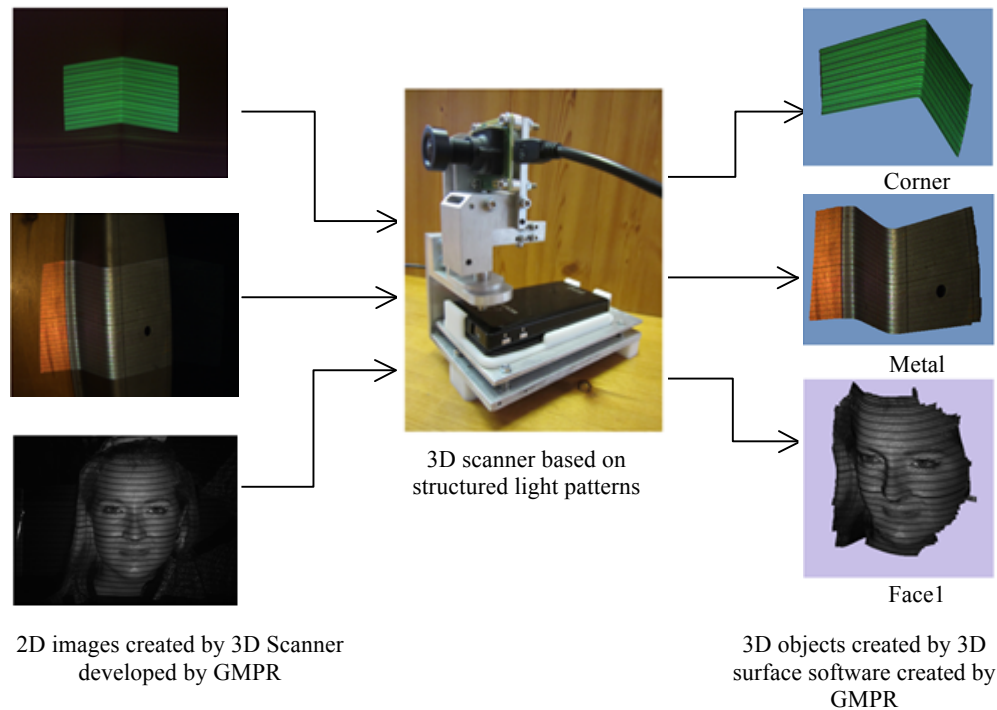 Corner
Metal
3D scanner based on
structured light patterns
Face1
2D images created by 3D Scanner
developed by GMPR
3D objects created by 3D
surface software created by
GMPR